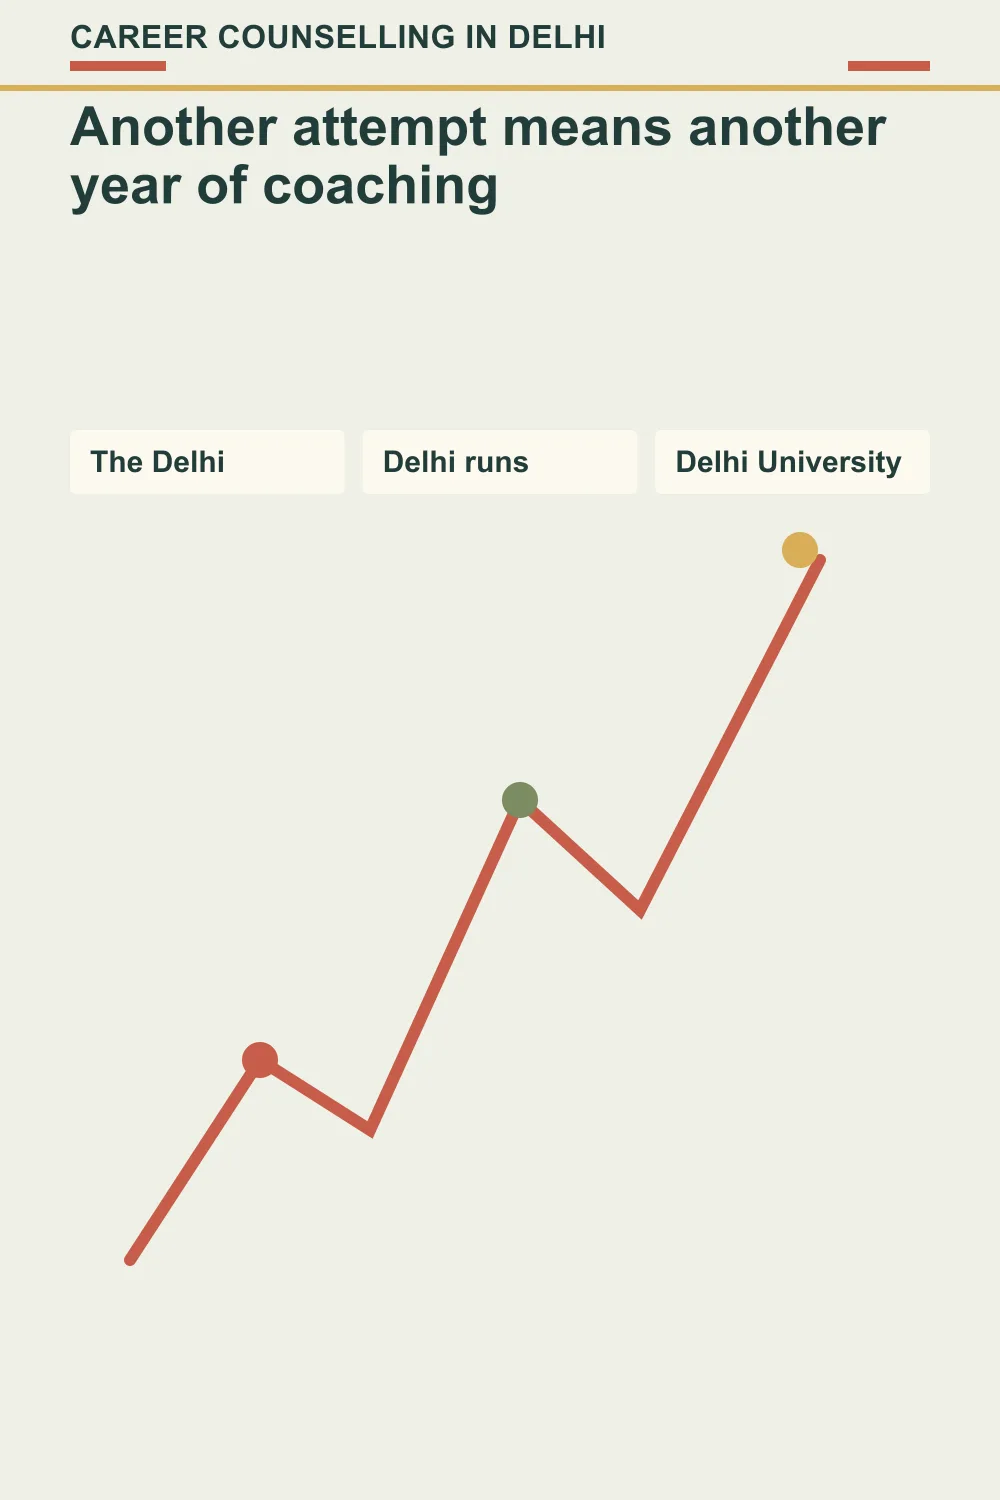 CAREER COUNSELLING IN DELHI
Another attempt means another
year of coaching
The Delhi
Delhi runs
Delhi University